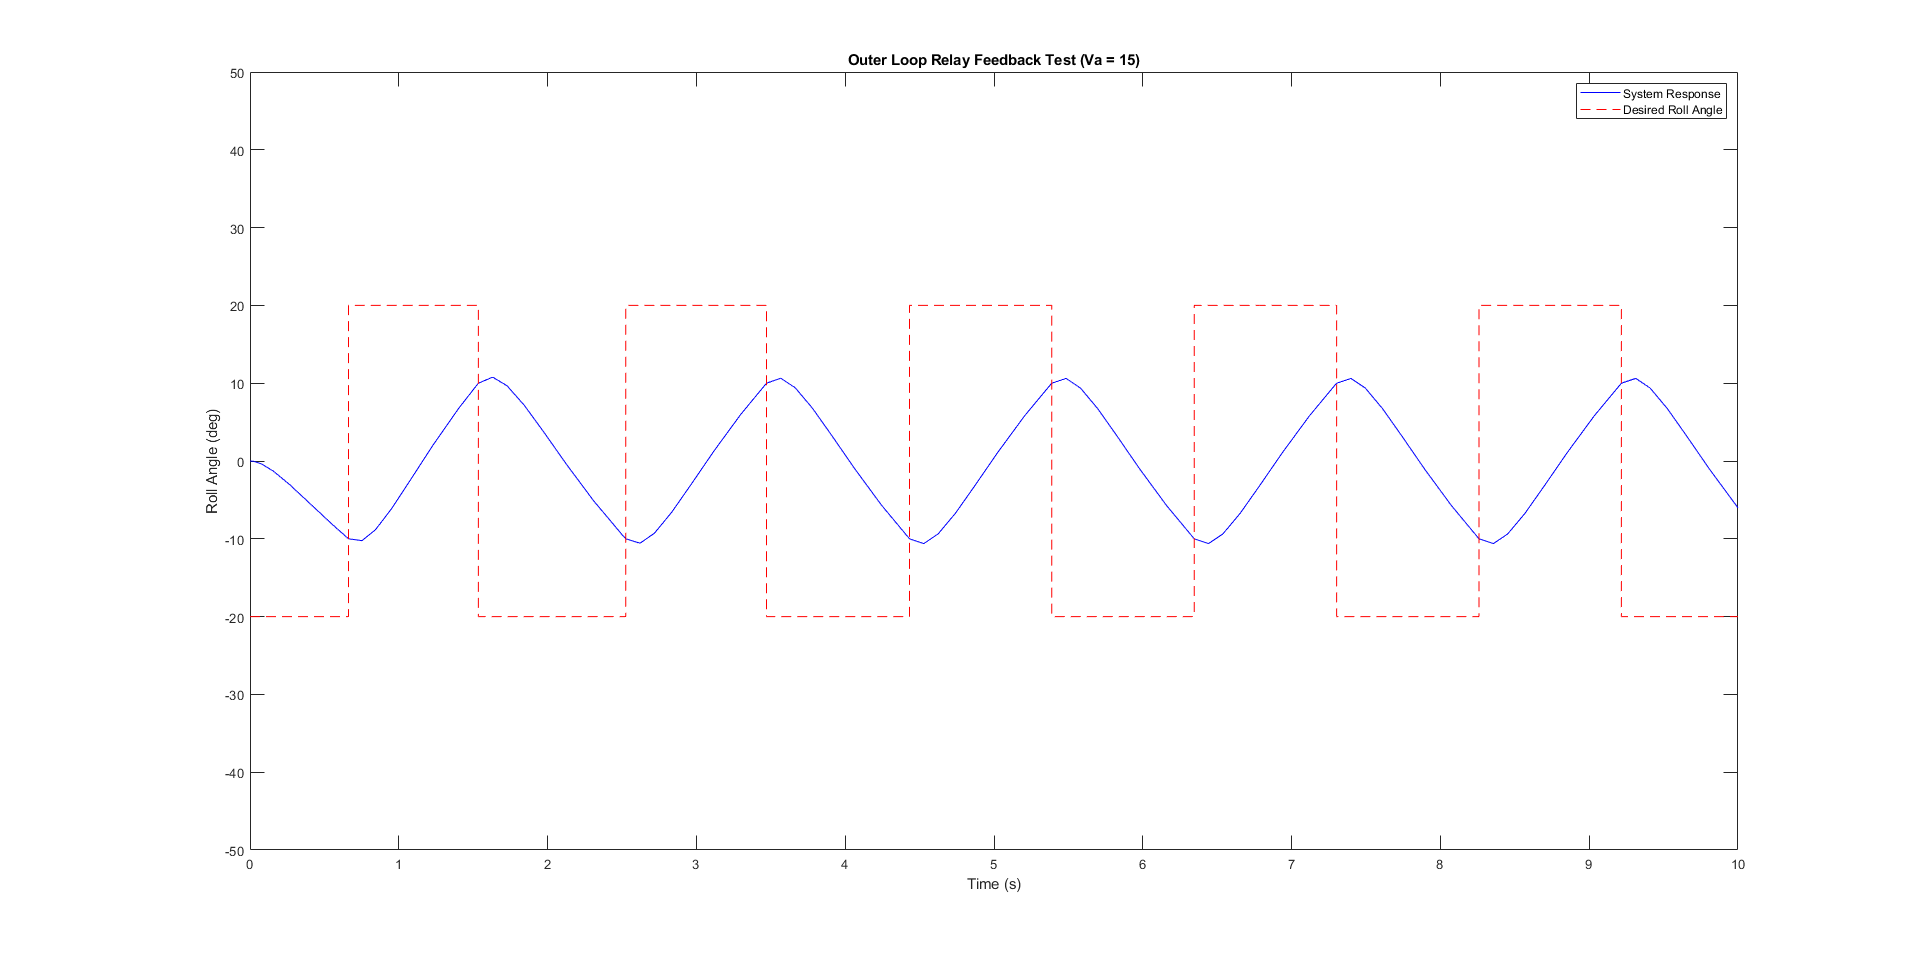 Outer Loop Relay Feedback Test (Va = 15)
System Response
Desired Roll Angle
50
40
30
20
10
0
-10
-20
-30
-40
-50
Roll Angle (deg)
0 1 2 3 4 5 6 7 8 9 10
Time (s)